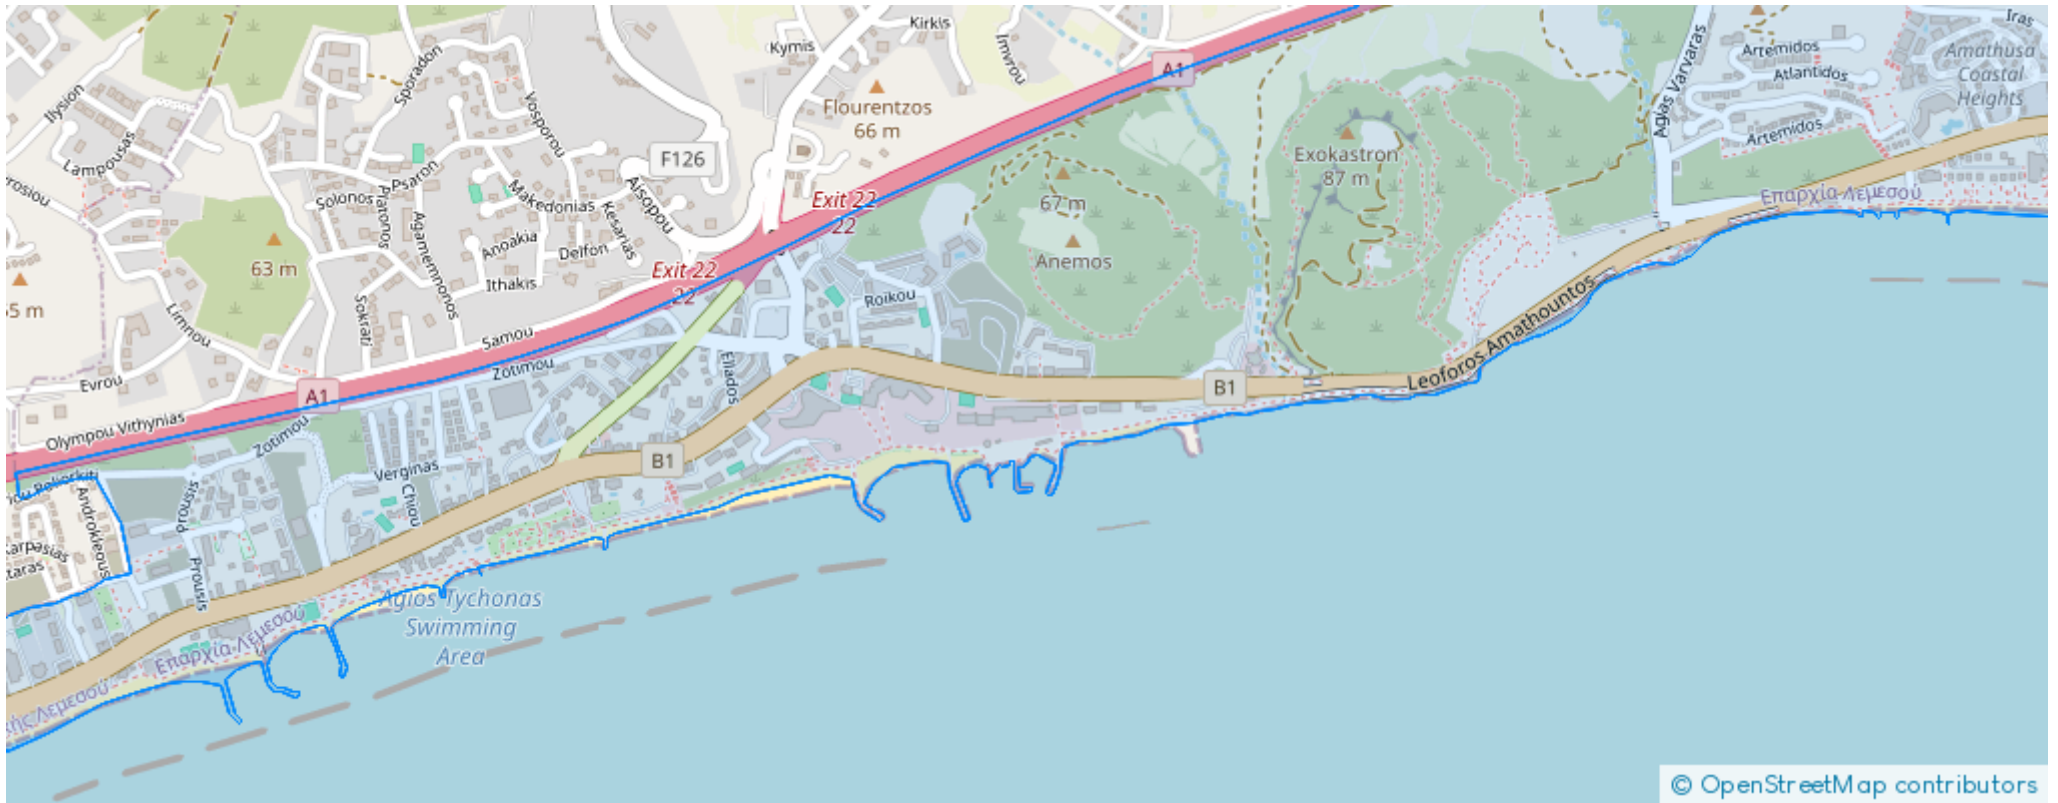 Kirkis
Iras
Kymis
Imvrou
Artemidos
Amathusa
Coastal
Heights
Sporadon
A1
Atlantidos
Ilysion
Vosporou
Flourentzos
66 m
Agias Varvaras
Artemidos
Lampousas
F126
Exokastron
87 m
Psaron
Solonos
Platonos
Makedonias
Aisopou
Exit 22
22
67 m
Επαρχία Λεμεσού
Agamemnonos
Kesarias
Anoakia
Delfon
Anemos
63 m
Exit 22
22
Ithakis
Roikou
Limnou
Sokrati
Samou
Leoforos Amathountos
Evrou
Zotimou
Eliados
B1
A1
Olympou Vithynias
Zotimou
B1
Verginas
Chiou
Prousis
Androkleous
Karpasias
Prousis
Agios Tychonas
Swimming
Area
Επαρχία Λεμεσού
Λεμεσού
© OpenStreetMap contributors